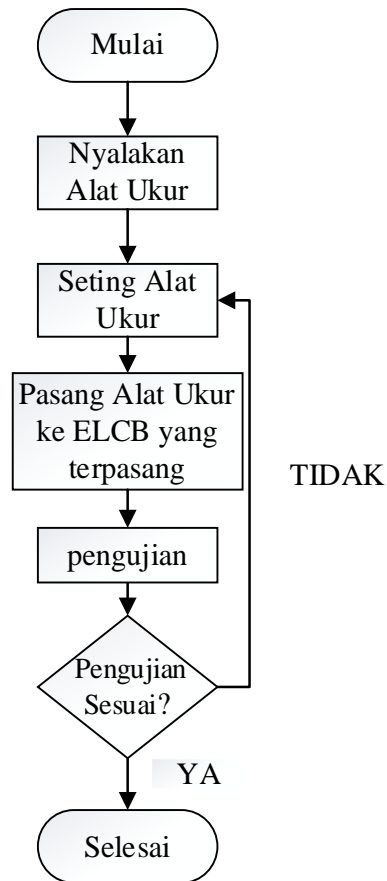 Mulai
Nyalakan
Alat Ukur
Seting Alat
Ukur
Pasang Alat Ukur
ke ELCB yang
terpasang
TIDAK
pengujian
Pengujian
Sesuai?
YA
Selesai